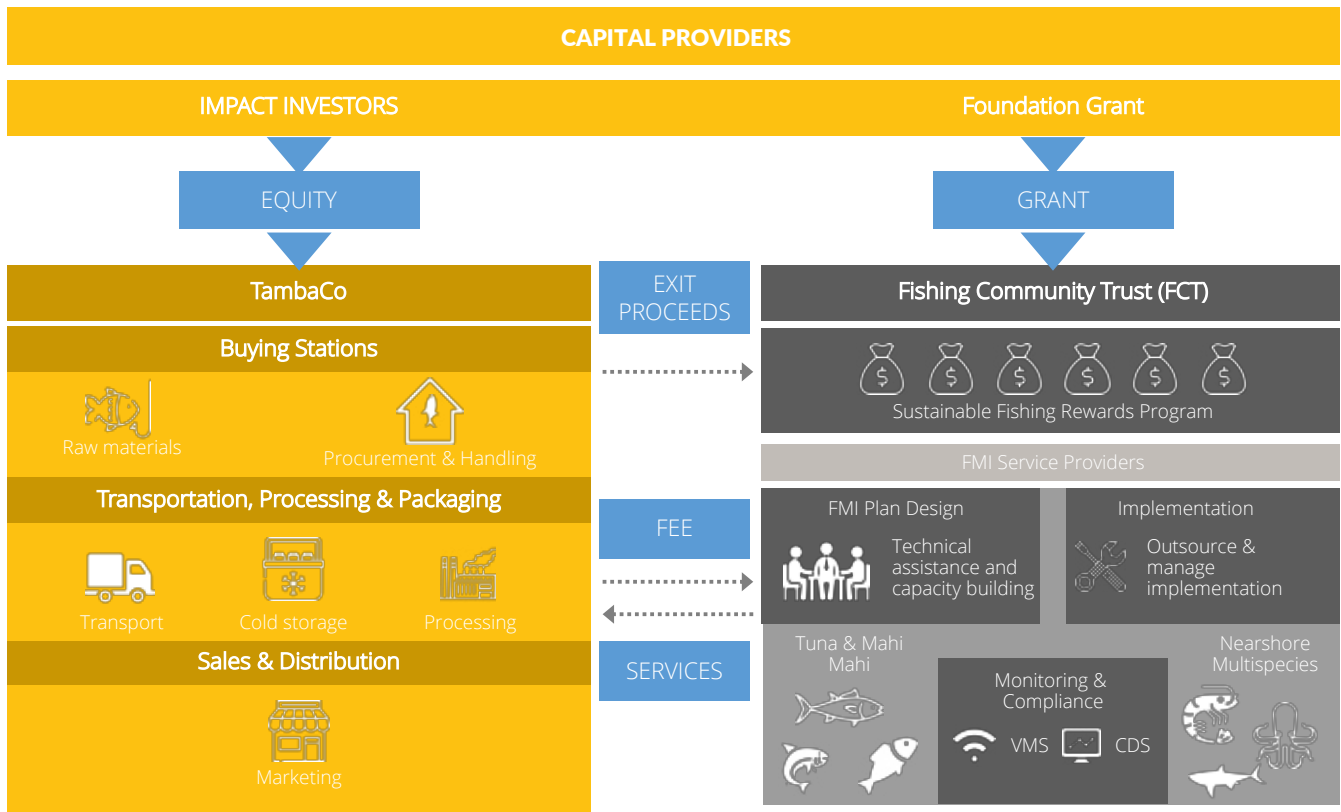 CAPITAL PROVIDERS
IMPACT INVESTORS
Foundation Grant
EQUITY
GRANT
TambaCo
EXIT
PROCEEDS
Fishing Community Trust (FCT)
Buying Stations
Raw materials
Procurement & Handling
$ $ $ $ $ $
Sustainable Fishing Rewards Program
FMI Service Providers
Transportation, Processing & Packaging
Transport
Cold storage
Processing
FEE
FMI Plan Design
Technical
assistance and
capacity building
Implementation
Outsource &
manage
implementation
Sales & Distribution
Marketing
SERVICES
Tuna & Mahi
Mahi
Monitoring &
Compliance
VMS
CDS
Nearshore
Multispecies